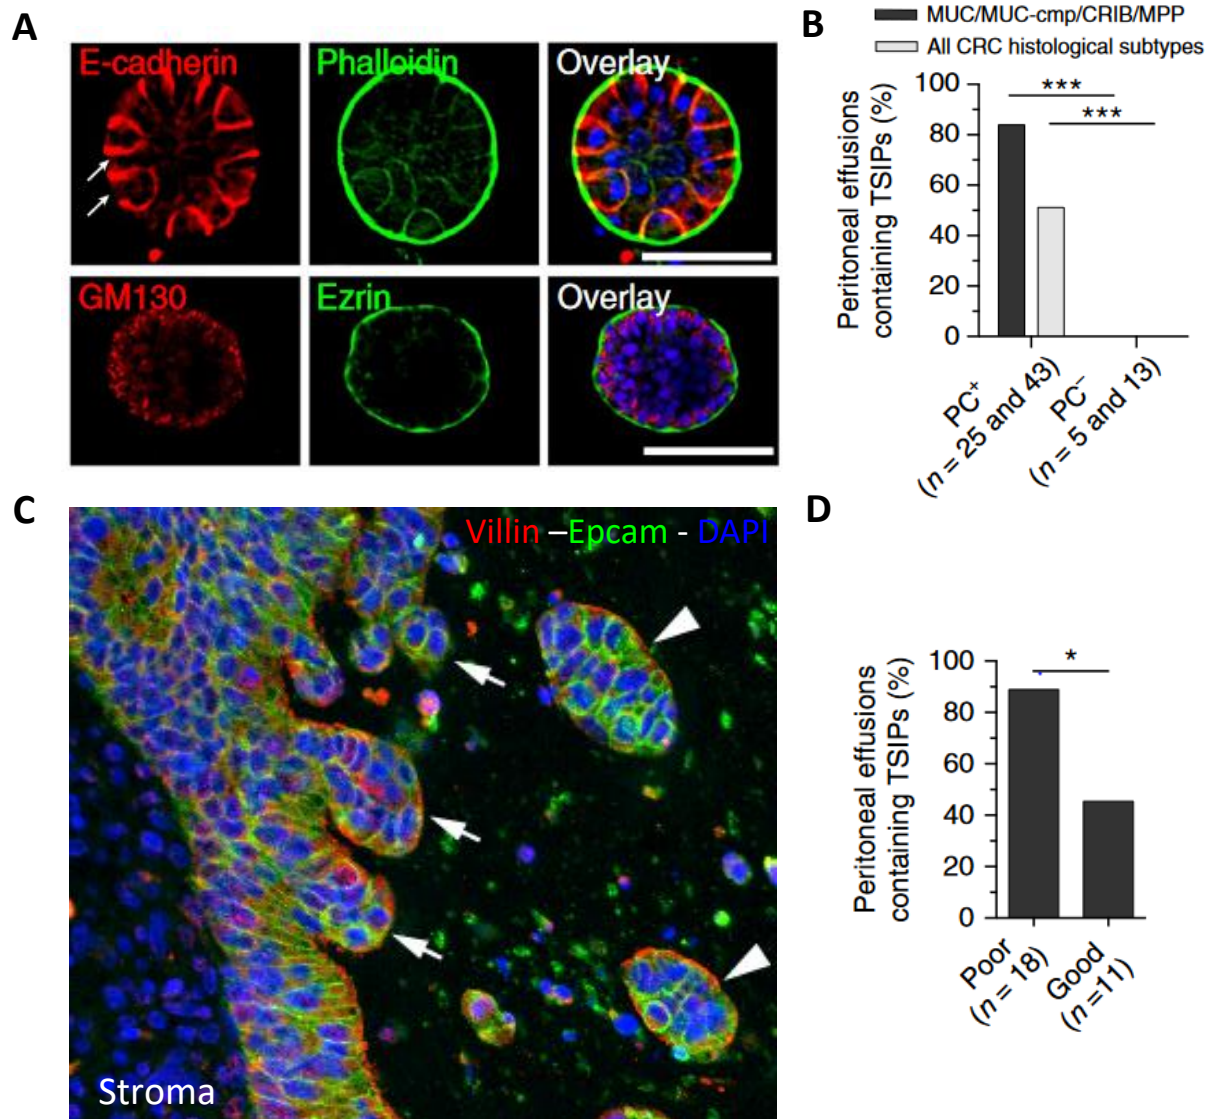 A
E-cadherin
Phalloidin
Overlay
GM130
Ezrin
Overlay
B
MUC/MUC-cmp/CRIB/MPP
All CRC histological subtypes
Peritoneal effusions
containing TSIPs (%)
100
80
60
40
20
0
***
***
PC⁺
(n = 25 and 43)
PC⁻
(n = 5 and 13)
C
Villin –Epcam - DAPI
Stroma
D
Peritoneal effusions
containing TSIPs (%)
100
80
60
40
20
0
*
Poor
(n = 18)
Good
(n =11)